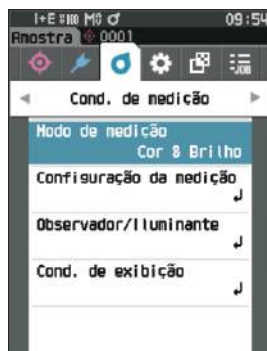 I+E M0 09:54
Amostra 0001
JOB
Cond. de medição
Modo de medição
Cor & Brilho
Configuração da medição
Observador/Iluminante
Cond. de exibição